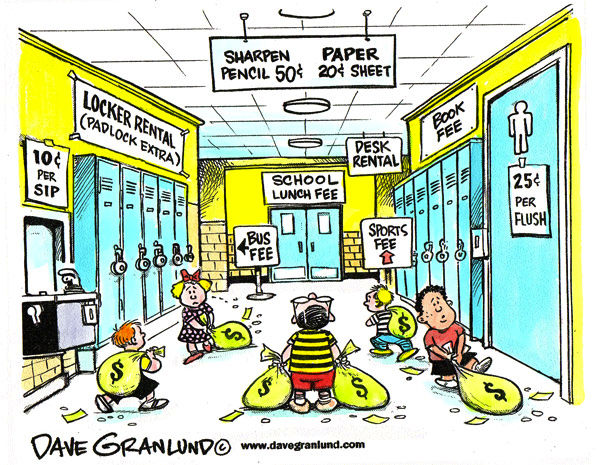 SHARPEN PAPER
PENCIL 50¢ 20¢ SHEET
LOCKER RENTAL
(PADLOCK EXTRA)
BOOK
FEE
DESK
RENTAL
10¢
PER
SIP
SCHOOL
LUNCH FEE
25¢
PER
FLUSH
BUS
FEE
SPORTS
FEE
$
$
$
$
$
$
DAVE GRANLUND©
www.davegranlund.com